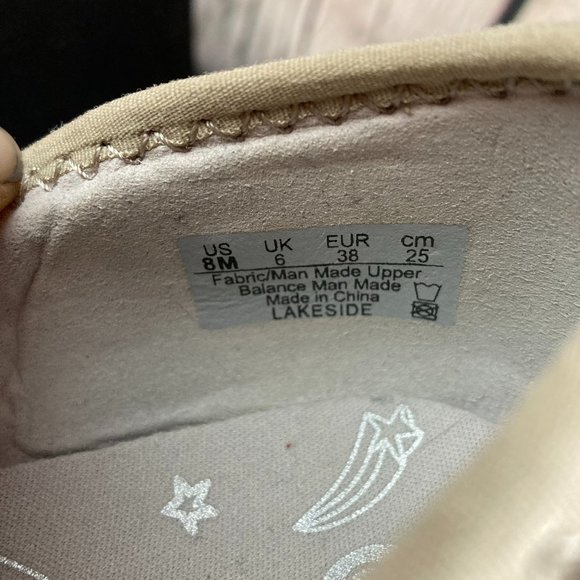 US UK EUR cm
8M 6 38 25
Fabric/Man Made Upper
Balance Man Made
Made in China
LAKESIDE